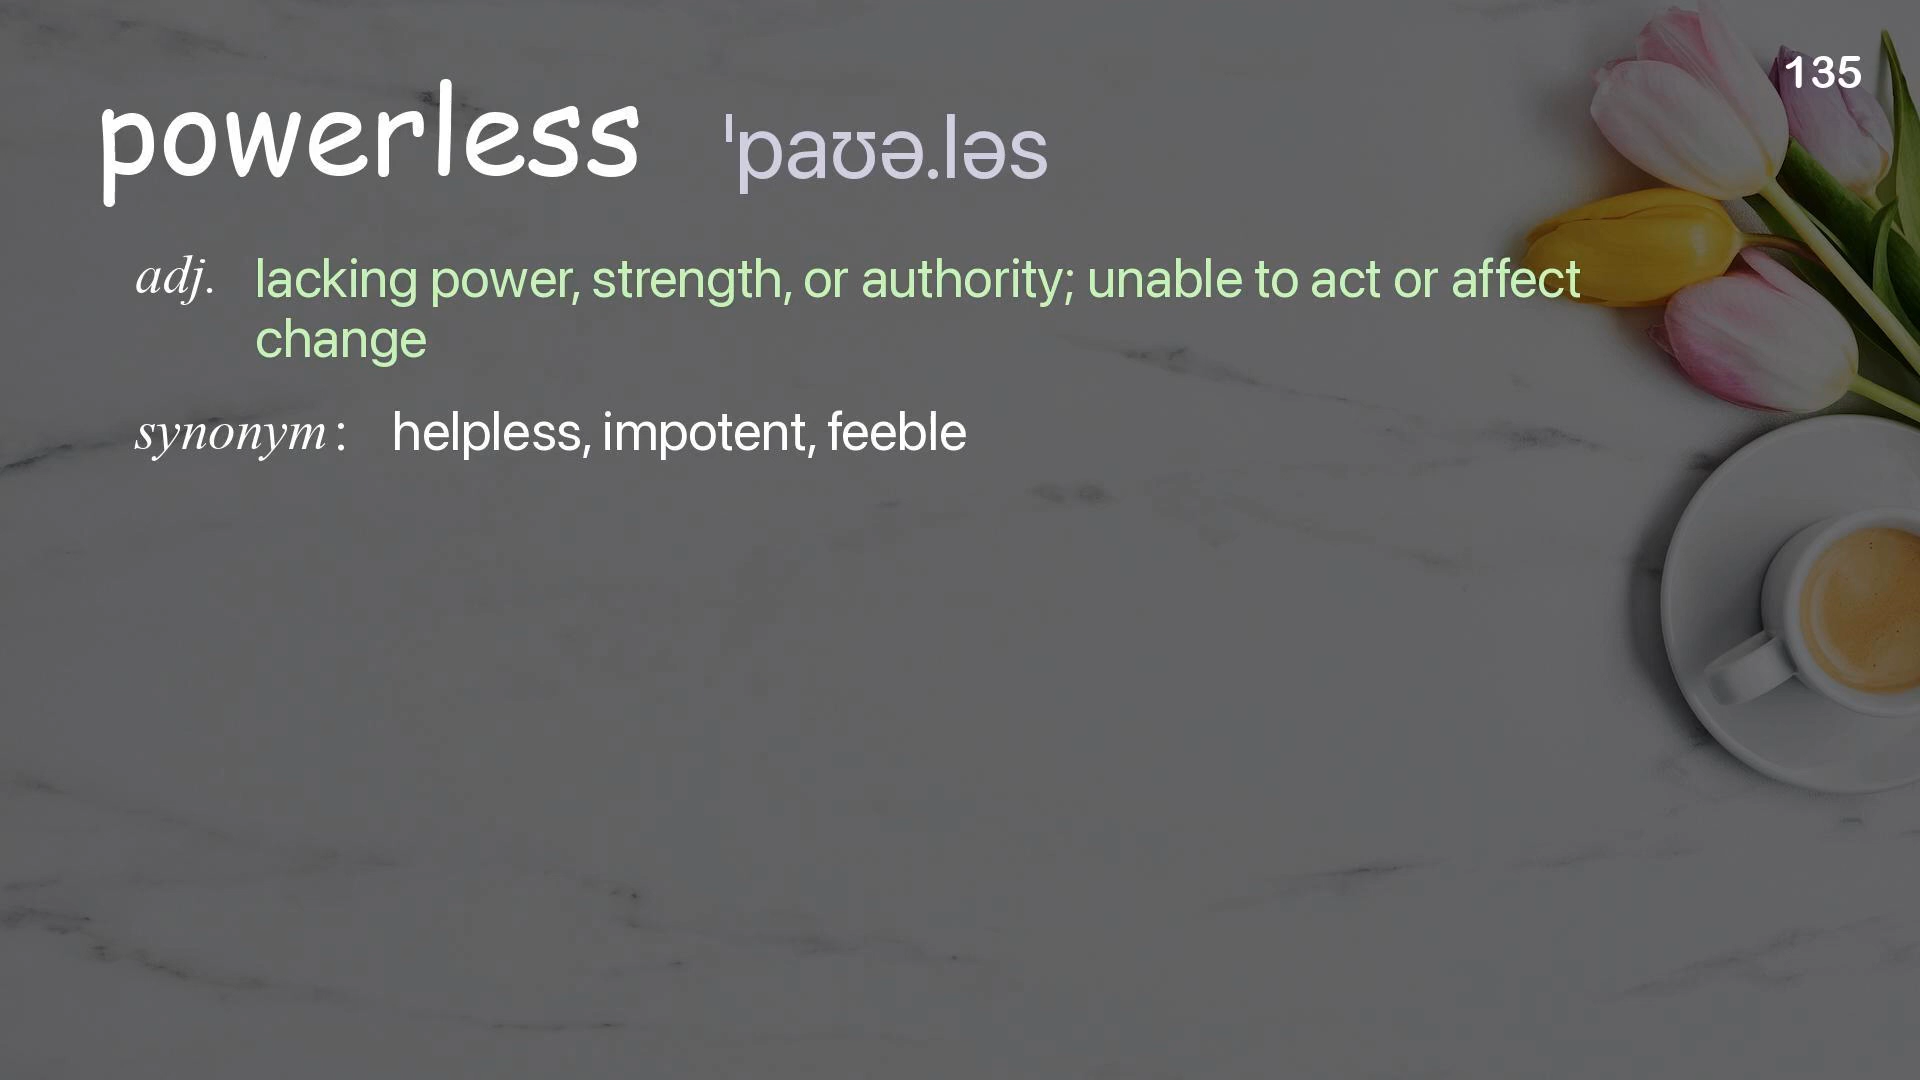 135
powerless ˈpaʊə.ləs
adj. lacking power, strength, or authority; unable to act or affect
change
synonym: helpless, impotent, feeble